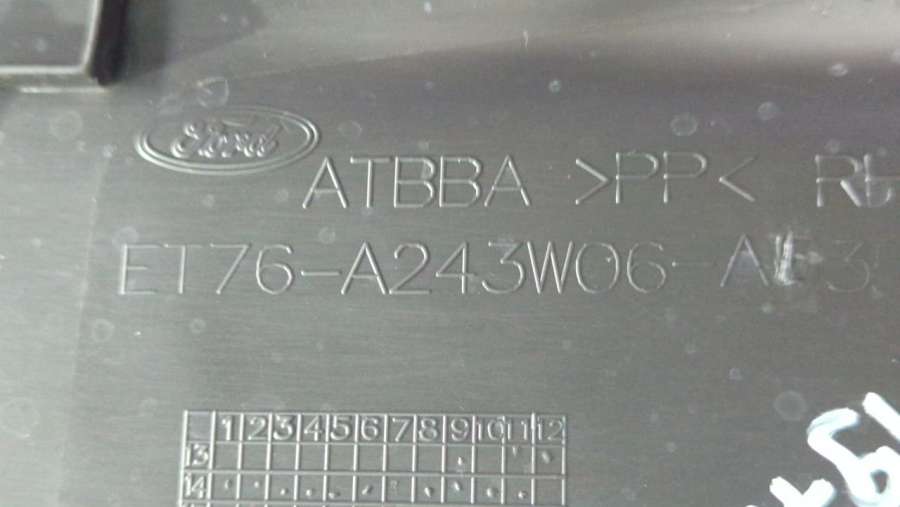 Ford
ATBBA >PP<
ET76-A243W06-
1 2 3 4 5 6 7 8 9 10 11 12
13
14